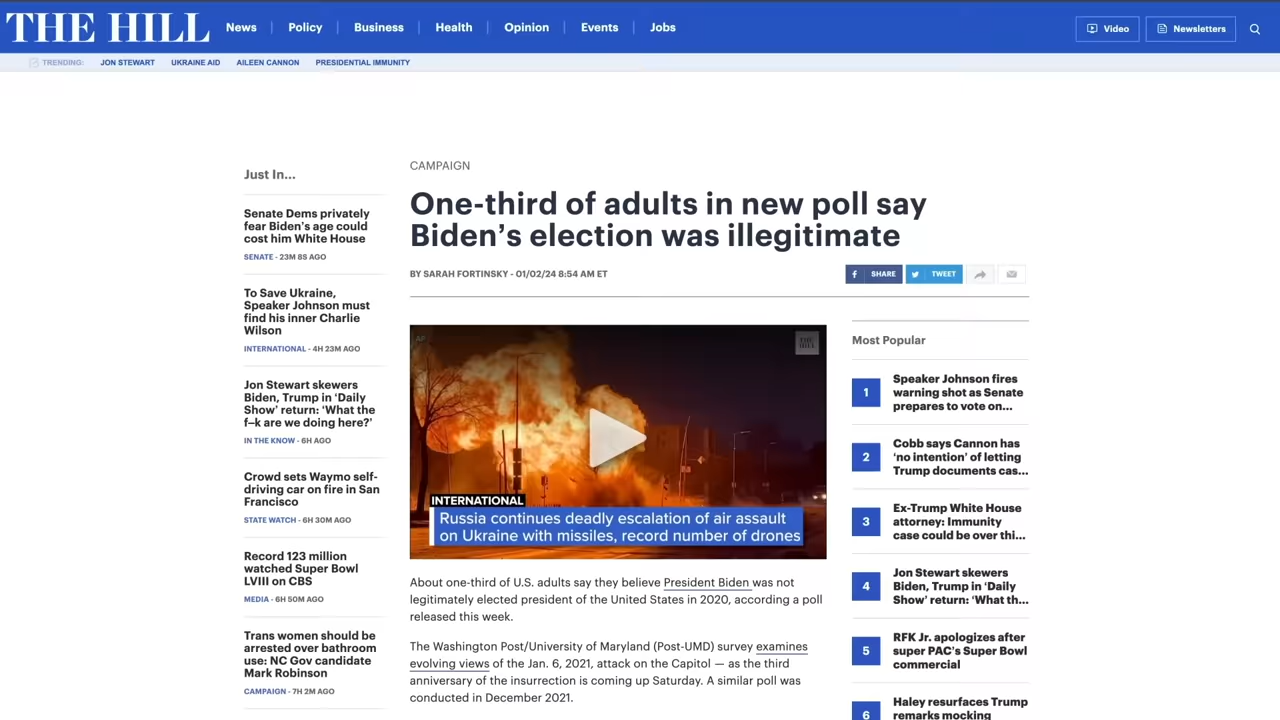 THE HILL
News
Policy
Business
Health
Opinion
Events
Jobs
Video
Newsletters
TRENDING:
JON STEWART
UKRAINE AID
AILEEN CANNON
PRESIDENTIAL IMMUNITY
Just In...
Senate Dems privately
fear Biden's age could
cost him White House
SENATE - 23M 8S AGO
To Save Ukraine,
Speaker Johnson must
find his inner Charlie
Wilson
INTERNATIONAL - 4H 23M AGO
Jon Stewart skewers
Biden, Trump in 'Daily
Show' return: 'What the
f—k are we doing here?'
IN THE KNOW - 6H AGO
Crowd sets Waymo self-
driving car on fire in San
Francisco
STATE WATCH - 6H 30M AGO
Record 123 million
watched Super Bowl
LVIII on CBS
MEDIA - 6H 50M AGO
Trans women should be
arrested over bathroom
use: NC Gov candidate
Mark Robinson
CAMPAIGN - 7H 2M AGO
CAMPAIGN
One-third of adults in new poll say
Biden's election was illegitimate
BY SARAH FORTINSKY - 01/02/24 8:54 AM ET
SHARE
TWEET
AP
THE HILL
INTERNATIONAL
Russia continues deadly escalation of air assault
on Ukraine with missiles, record number of drones
About one-third of U.S. adults say they believe President Biden was not
legitimately elected president of the United States in 2020, according a poll
released this week.
The Washington Post/University of Maryland (Post-UMD) survey examines
evolving views of the Jan. 6, 2021, attack on the Capitol — as the third
anniversary of the insurrection is coming up Saturday. A similar poll was
conducted in December 2021.
Most Popular
1
Speaker Johnson fires
warning shot as Senate
prepares to vote on...
2
Cobb says Cannon has
'no intention' of letting
Trump documents cas...
3
Ex-Trump White House
attorney: Immunity
case could be over thi...
4
Jon Stewart skewers
Biden, Trump in 'Daily
Show' return: 'What th...
5
RFK Jr. apologizes after
super PAC's Super Bowl
commercial
6
Haley resurfaces Trump
remarks mocking